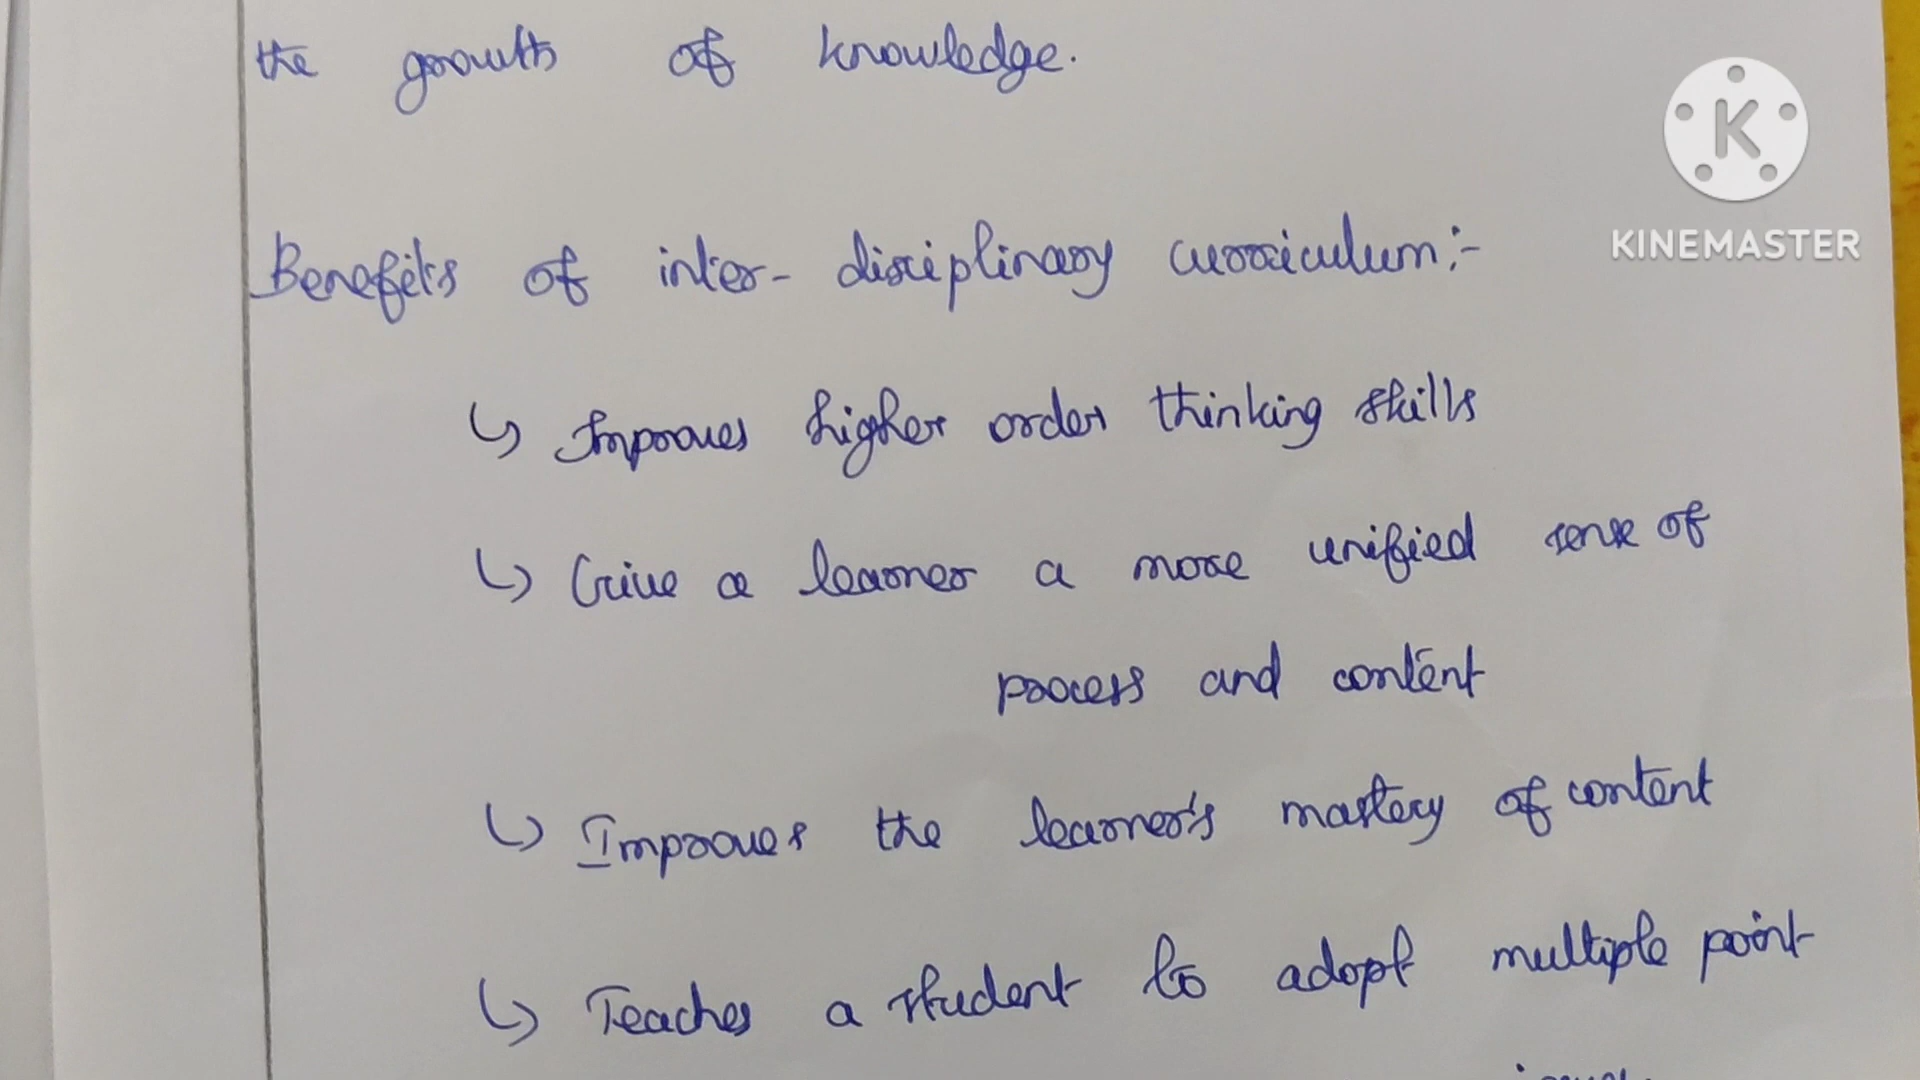 the growth of knowledge.
KINEMASTER
Benefits of inter-disciplinary curriculum:-
↳ Improves higher order thinking skills
↳ Give a learner a more unified sense of
process and content
↳ Improves the learner's mastery of content
↳ Teaches a student to adopt multiple point